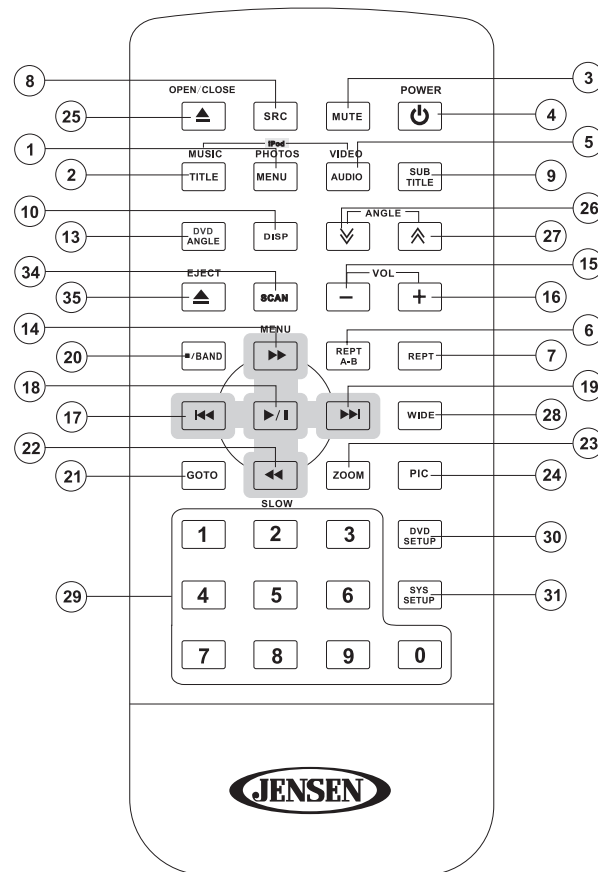 8
3
OPEN/CLOSE
POWER
SRC
MUTE
25
4
1
iPod
5
MUSIC
PHOTOS
VIDEO
2
TITLE
MENU
AUDIO
SUB
TITLE
9
10
26
ANGLE
13
DVD
ANGLE
DISP
27
34
15
EJECT
VOL
35
SCAN
−
+
16
14
6
MENU
20
■/BAND
REPT
A-B
REPT
7
18
19
17
WIDE
28
22
23
21
GOTO
ZOOM
PIC
24
SLOW
1
2
3
DVD
SETUP
30
29
4
5
6
SYS
SETUP
31
7
8
9
0
JENSEN